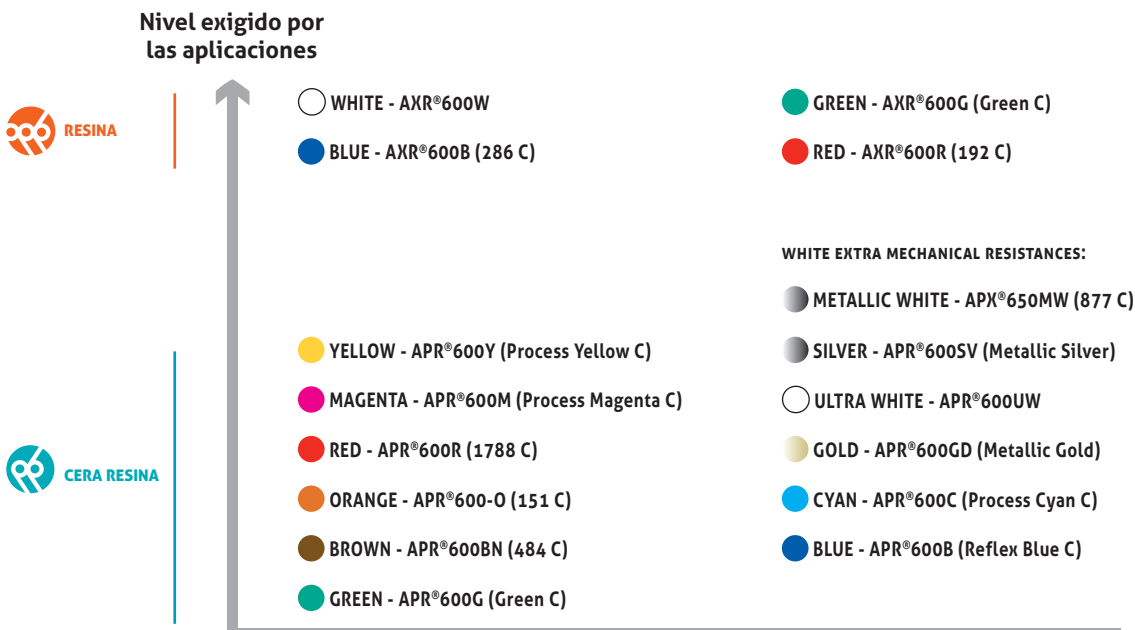 Nivel exigido por
las aplicaciones
RESINA
WHITE - AXR®600W
BLUE - AXR®600B (286 C)
GREEN - AXR®600G (Green C)
RED - AXR®600R (192 C)
WHITE EXTRA MECHANICAL RESISTANCES:
METALLIC WHITE - APX®650MW (877 C)
CERA RESINA
YELLOW - APR®600Y (Process Yellow C)
MAGENTA - APR®600M (Process Magenta C)
RED - APR®600R (1788 C)
ORANGE - APR®600-O (151 C)
BROWN - APR®600BN (484 C)
GREEN - APR®600G (Green C)
SILVER - APR®600SV (Metallic Silver)
ULTRA WHITE - APR®600UW
GOLD - APR®600GD (Metallic Gold)
CYAN - APR®600C (Process Cyan C)
BLUE - APR®600B (Reflex Blue C)